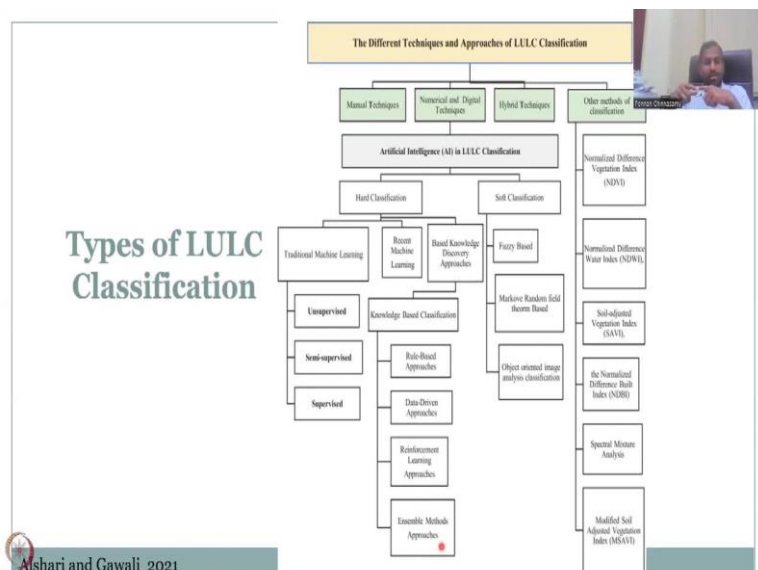 The Different Techniques and Approaches of LULC Classification
Manual Techniques
Numerical and Digital
Techniques
Hybrid Techniques
Other methods of
classification
Artificial Intelligence (AI) in LULC Classification
Hard Classification
Soft Classification
Traditional Machine Learning
Recent
Machine
Learning
Based Knowledge
Discovery
Approaches
Unsupervised
Semi-supervised
Supervised
Knowledge Based Classification
Rule-Based
Approaches
Data-Driven
Approaches
Reinforcement
Learning
Approaches
Ensemble Methods
Approaches
Fuzzy Based
Markove Random field
theorm Based
Object oriented image
analysis classification
Normalized Difference
Vegetation Index
(NDVI)
Normalized Difference
Water Index (NDWI),
Soil-adjusted
Vegetation Index
(SAVI),
the Normalized
Difference Built
Index (NDBI)
Spectral Mixture
Analysis
Modified Soil
Adjusted Vegetation
Index (MSAVI)
Types of LULC
Classification
Alshari and Gawali 2021